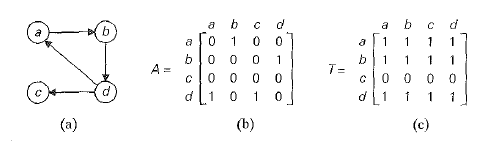 a b c d
a b
a 0 1 0 0
b 0 0 0 1
A = c 0 0 0 0
d 1 0 1 0
c d
a b c d
a 1 1 1 1
b 1 1 1 1
T = c 0 0 0 0
d 1 1 1 1
(a) (b) (c)